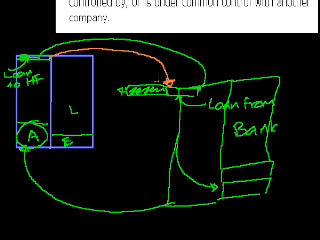 controlled by, or is under common control with another
company.
Loan
to HF
L
A
E
Loan from
Bank